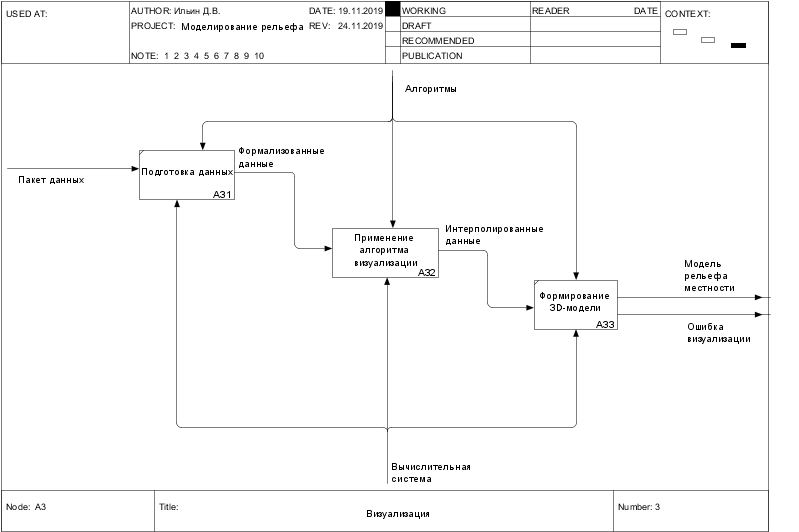 USED AT:
AUTHOR: Ильин Д.В.
DATE: 19.11.2019
WORKING
READER
DATE
CONTEXT:
PROJECT: Моделирование рельефа
REV: 24.11.2019
DRAFT
RECOMMENDED
NOTE: 1 2 3 4 5 6 7 8 9 10
PUBLICATION
Алгоритмы
Формализованные
данные
Пакет данных
Подготовка данных
A31
Интерполированные
данные
Применение
алгоритма
визуализации
A32
Модель
рельефа
местности
Формирование
3D-модели
A33
Ошибка
визуализации
Вычислительная
система
Node: A3
Title:
Визуализация
Number: 3